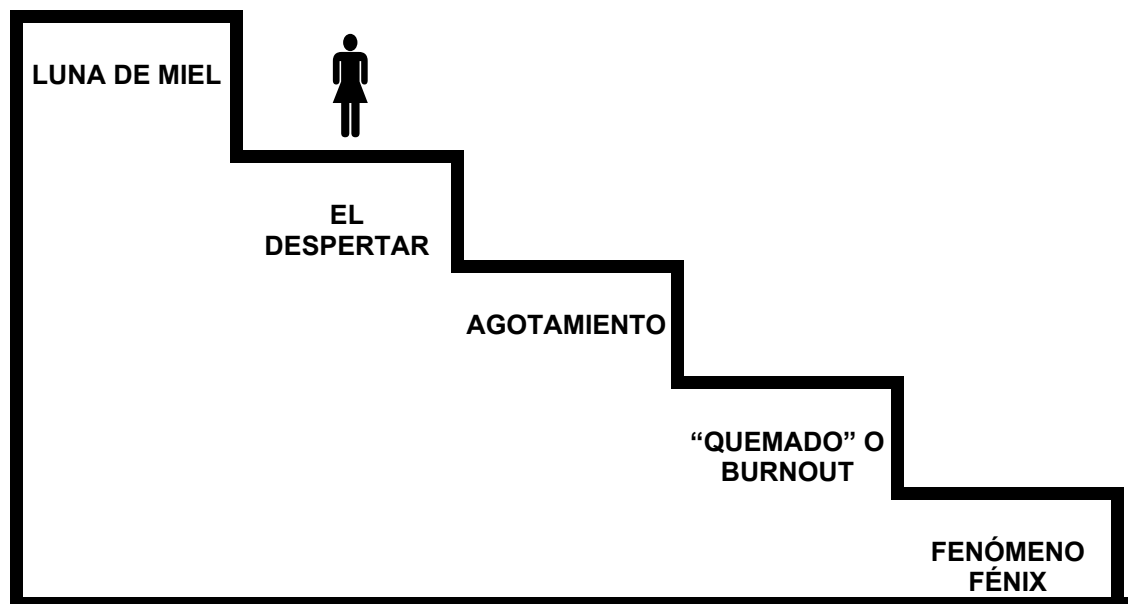 LUNA DE MIEL
EL
DESPERTAR
AGOTAMIENTO
“QUEMADO” O
BURNOUT
FENÓMENO
FÉNIX